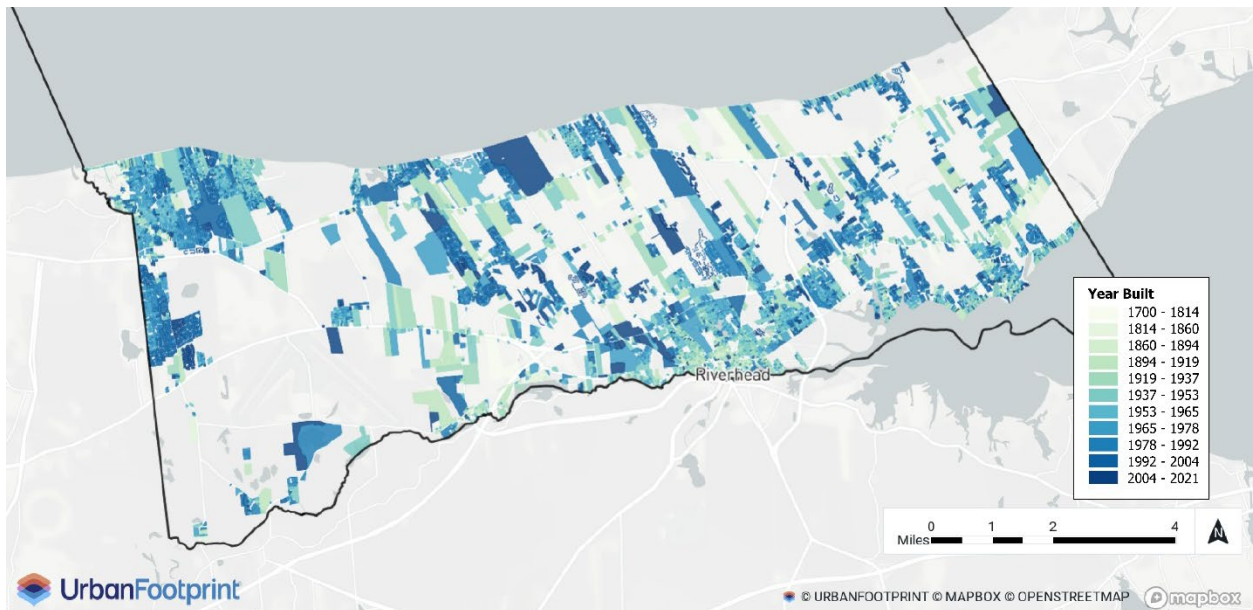 Riverhead
Year Built
1700 - 1814
1814 - 1860
1860 - 1894
1894 - 1919
1919 - 1937
1937 - 1953
1953 - 1965
1965 - 1978
1978 - 1992
1992 - 2004
2004 - 2021
0 1 2 4
Miles
N
UrbanFootprint
© URBANFOOTPRINT © MAPBOX © OPENSTREETMAP
mapbox